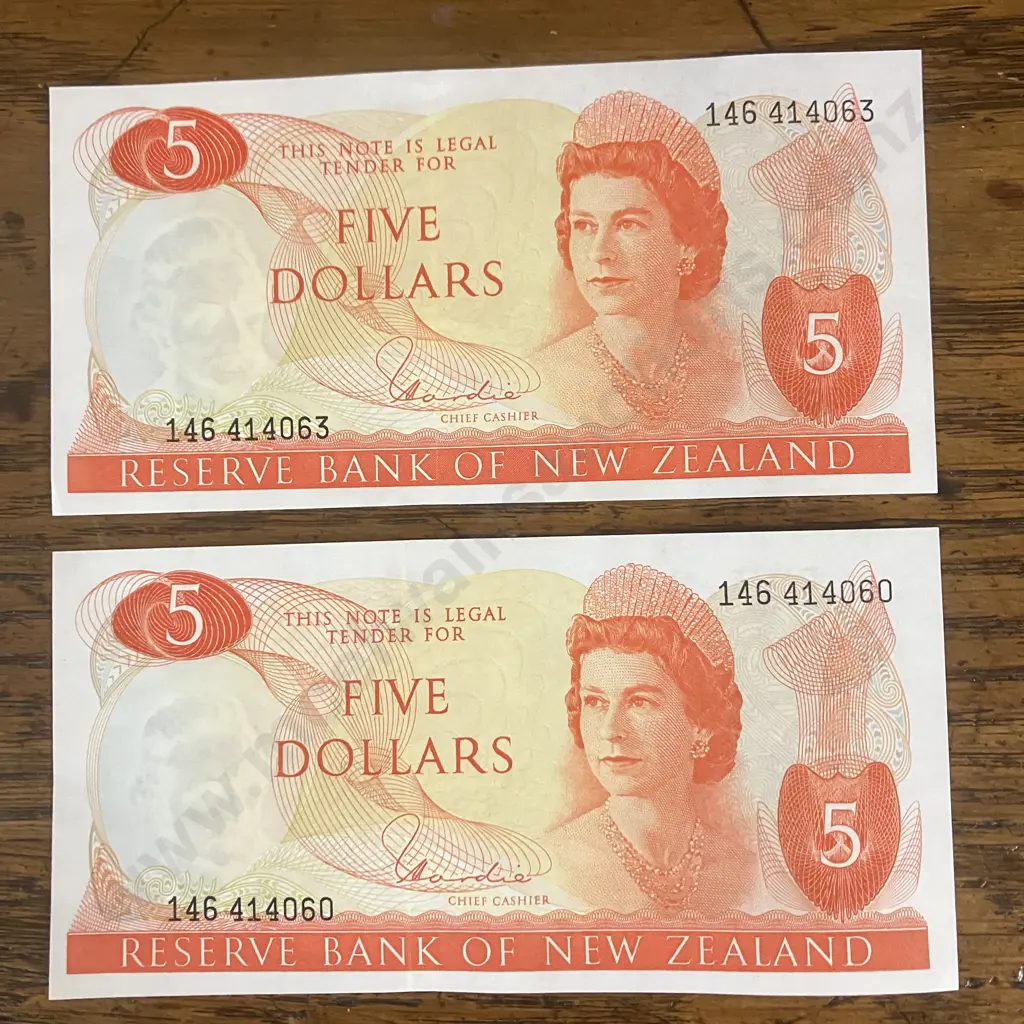 146 414063
5
THIS NOTE IS LEGAL
TENDER FOR
FIVE
DOLLARS
5
Hardie
CHIEF CASHIER
146 414063
RESERVE BANK OF NEW ZEALAND
146 414060
5
THIS NOTE IS LEGAL
TENDER FOR
FIVE
DOLLARS
5
Hardie
CHIEF CASHIER
146 414060
RESERVE BANK OF NEW ZEALAND